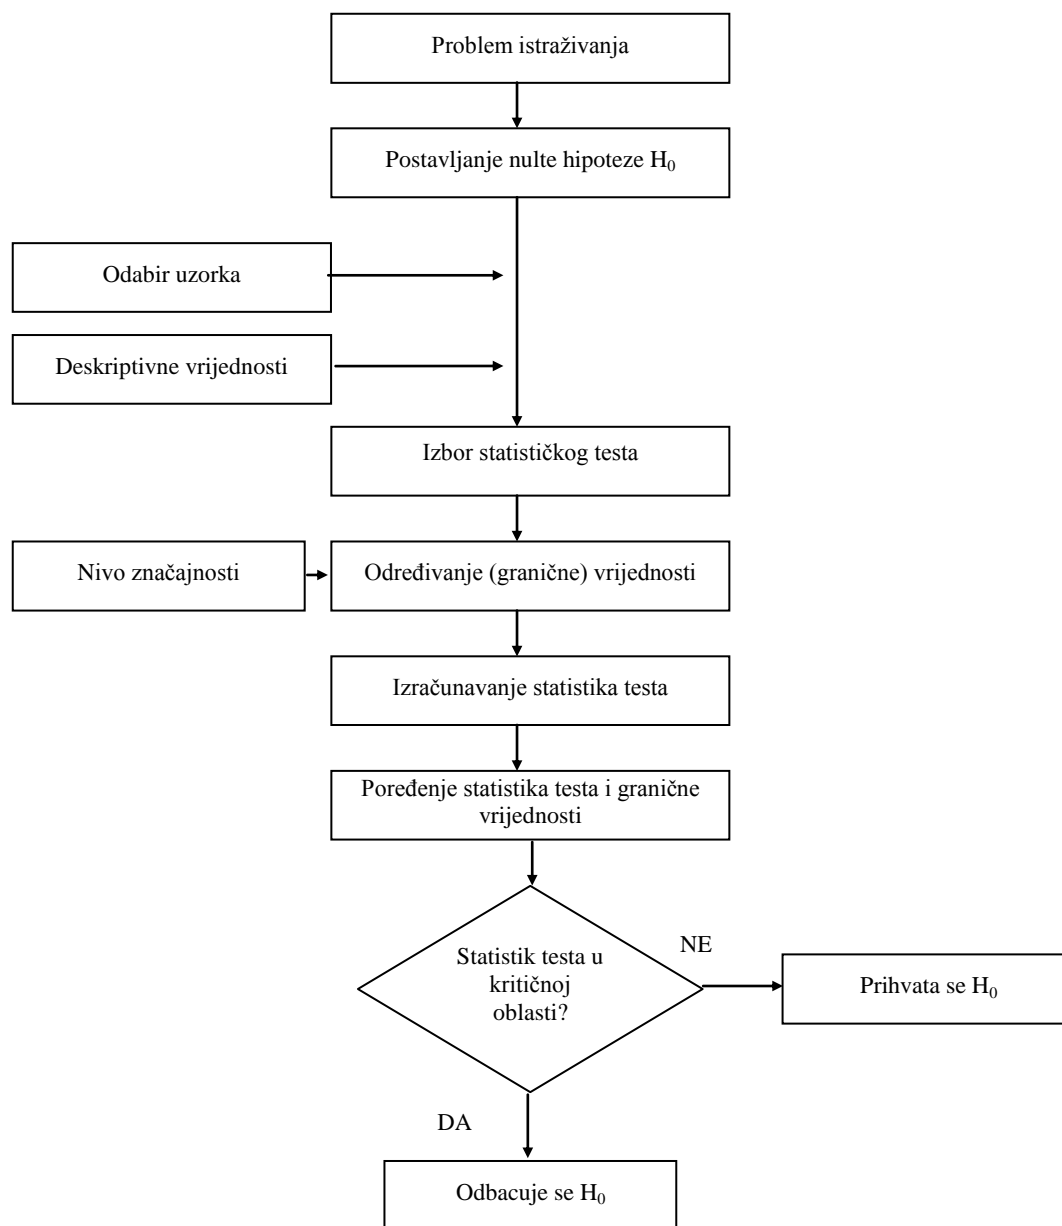 Problem istraživanja
Postavljanje nulte hipoteze H₀
Odabir uzorka
Deskriptivne vrijednosti
Izbor statističkog testa
Nivo značajnosti
Određivanje (granične) vrijednosti
Izračunavanje statistika testa
Poređenje statistika testa i granične
vrijednosti
Statistik testa u
kritičnoj
oblasti?
NE
Prihvata se H₀
DA
Odbacuje se H₀